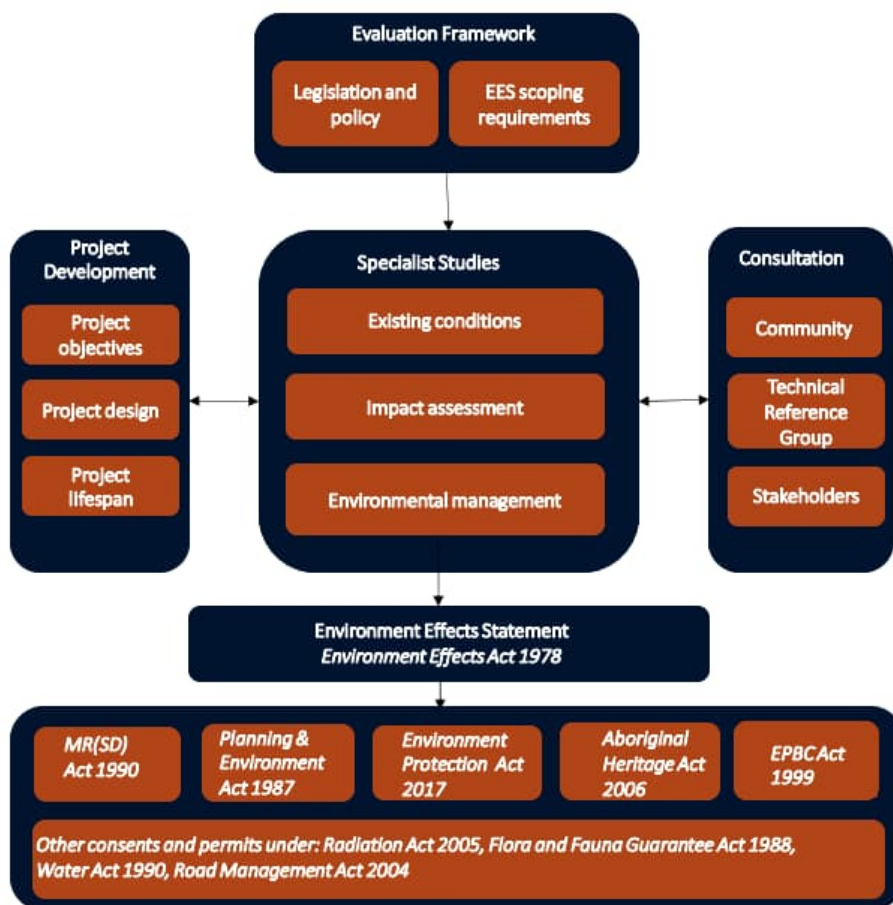 Evaluation Framework
Legislation and
policy
EES scoping
requirements
Project
Development
Project
objectives
Project design
Project
lifespan
Specialist Studies
Existing conditions
Impact assessment
Environmental management
Consultation
Community
Technical
Reference
Group
Stakeholders
Environment Effects Statement
Environment Effects Act 1978
MR(SD)
Act 1990
Planning &
Environment
Act 1987
Environment
Protection Act
2017
Aboriginal
Heritage Act
2006
EPBC Act
1999
Other consents and permits under: Radiation Act 2005, Flora and Fauna Guarantee Act 1988,
Water Act 1990, Road Management Act 2004